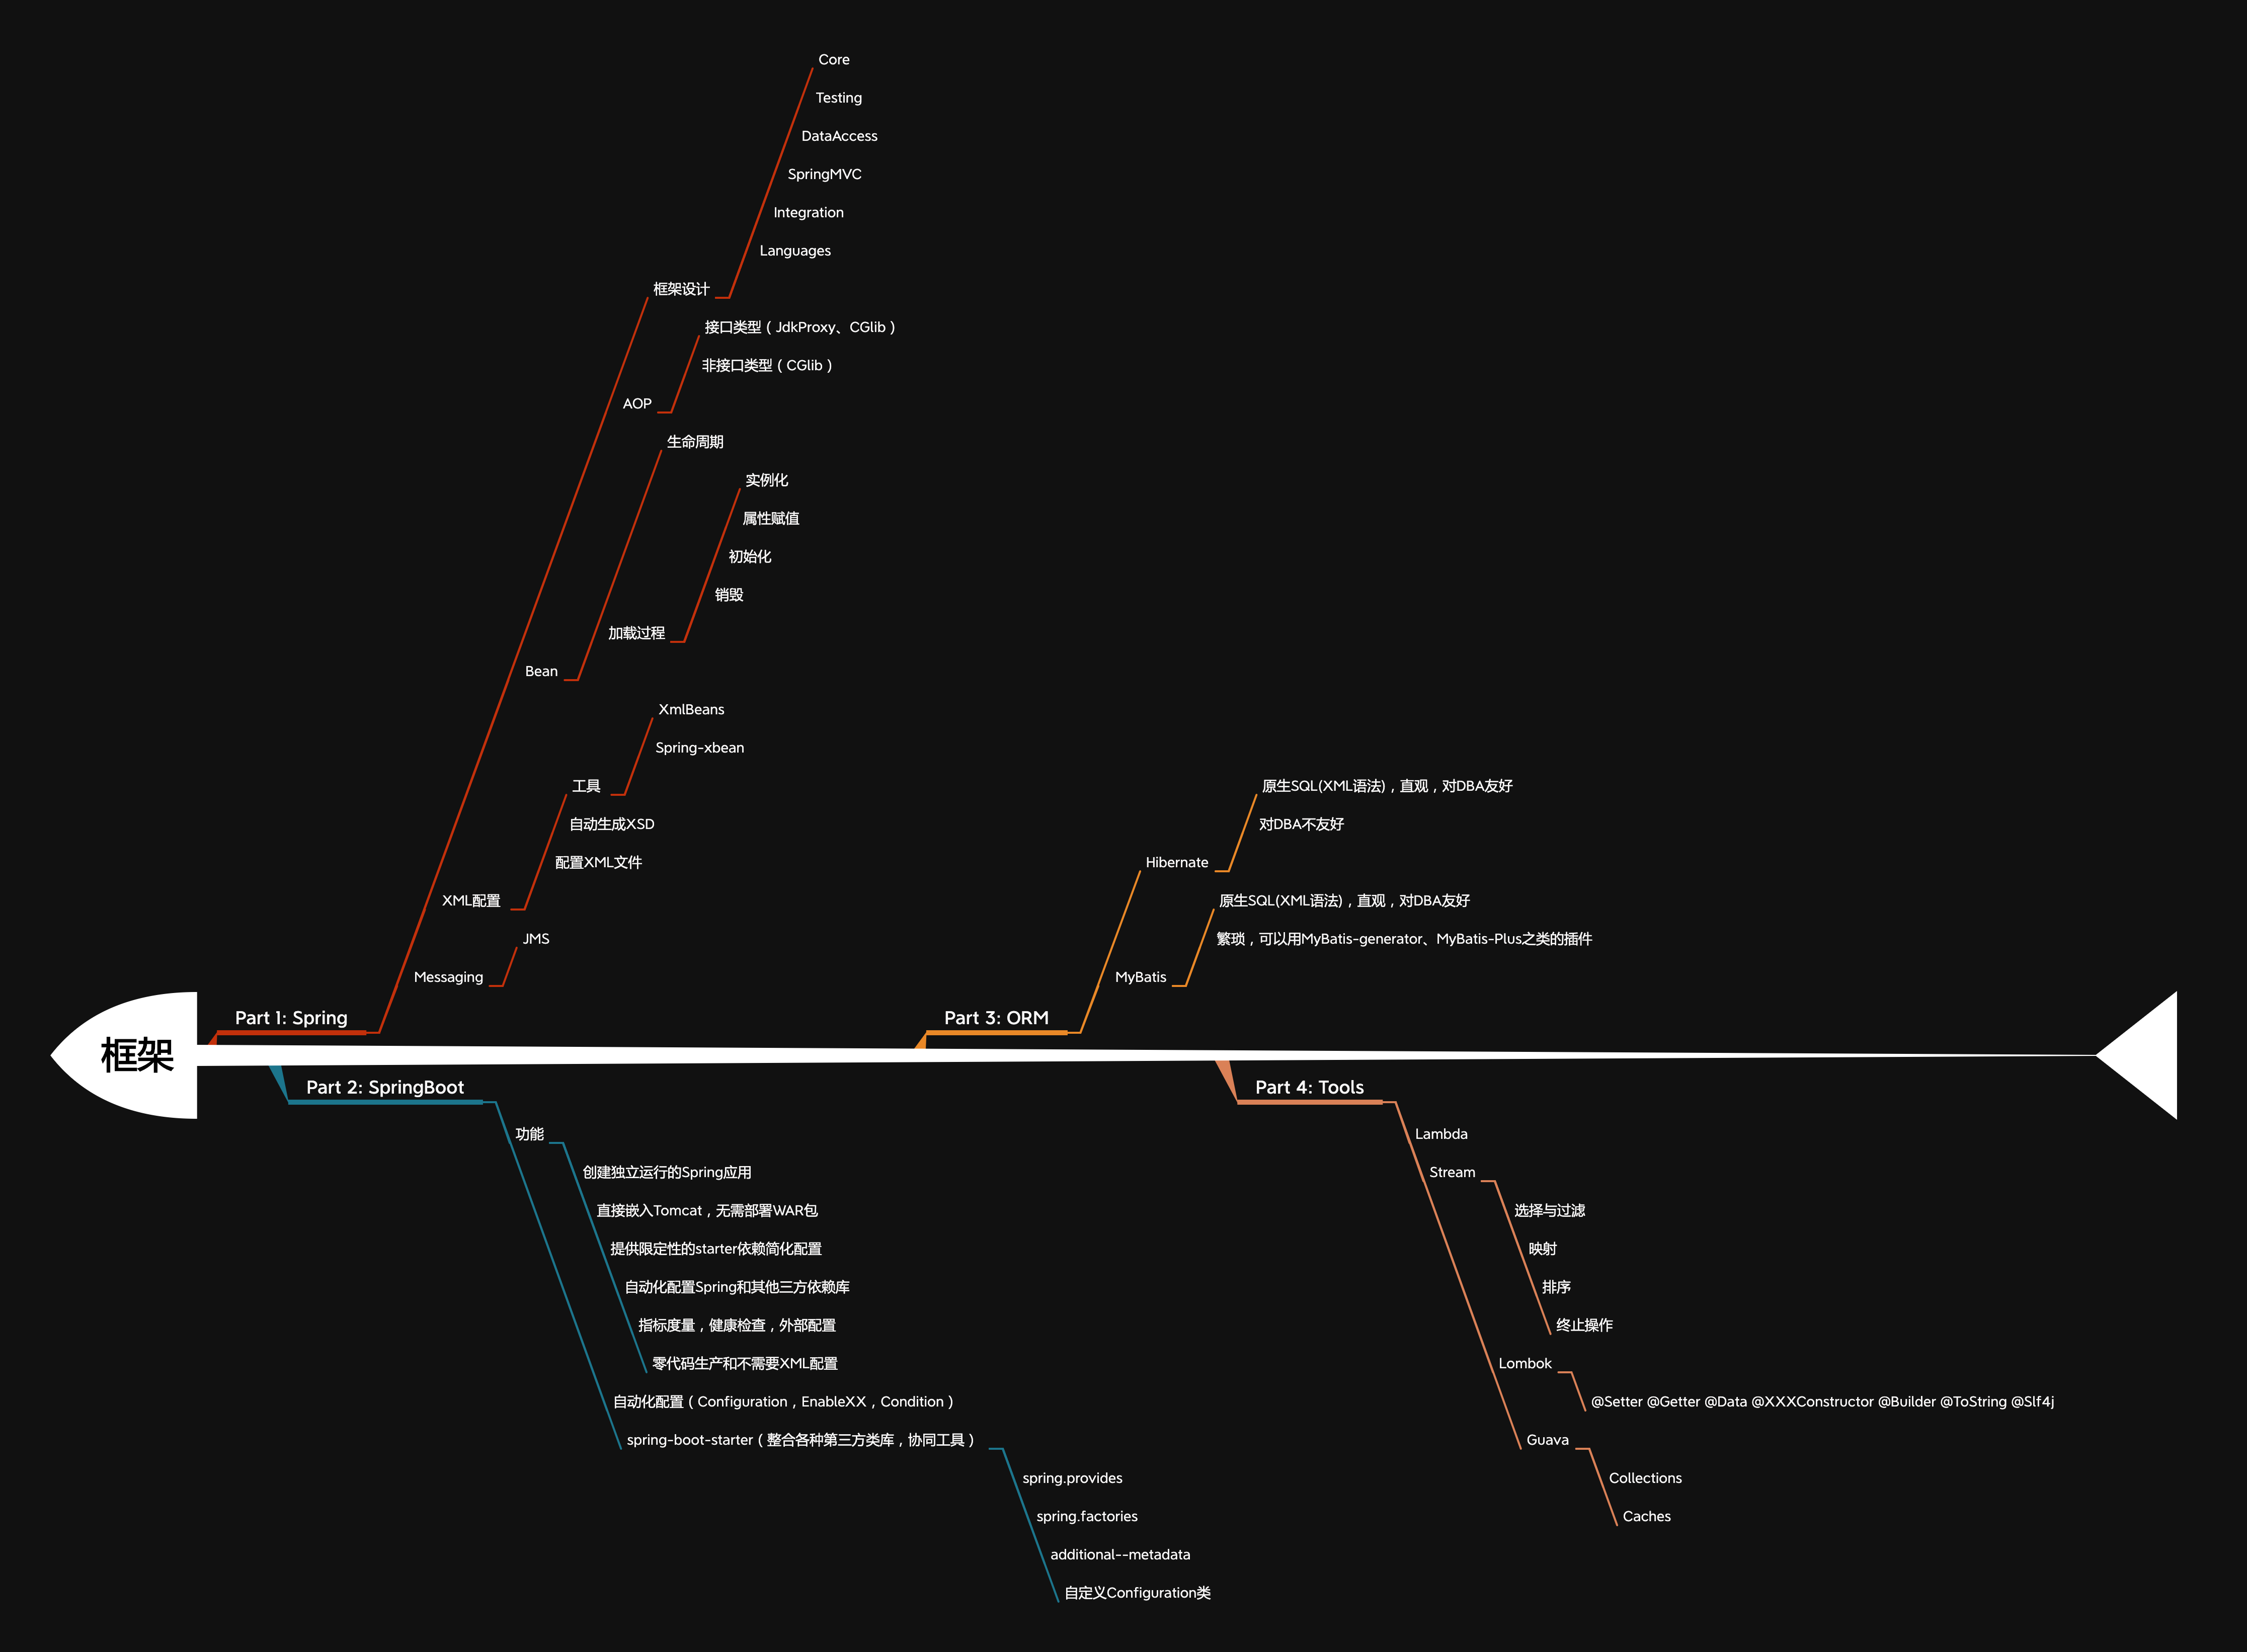 Core
Testing
DataAccess
SpringMVC
Integration
Languages
框架设计
接口类型（JdkProxy、CGlib）
非接口类型（CGlib）
AOP
生命周期
实例化
属性赋值
初始化
销毁
加载过程
Bean
XmlBeans
Spring-xbean
工具
自动生成XSD
配置XML文件
XML配置
JMS
Messaging
Part 1: Spring
原生SQL(XML语法)，直观，对DBA友好
对DBA不友好
Hibernate
原生SQL(XML语法)，直观，对DBA友好
繁琐，可以用MyBatis-generator、MyBatis-Plus之类的插件
MyBatis
Part 3: ORM
框架
Part 2: SpringBoot
功能
创建独立运行的Spring应用
直接嵌入Tomcat，无需部署WAR包
提供限定性的starter依赖简化配置
自动化配置Spring和其他三方依赖库
指标度量，健康检查，外部配置
零代码生产和不需要XML配置
自动化配置（Configuration，EnableXX，Condition）
spring-boot-starter（整合各种第三方类库，协同工具）
spring.provides
spring.factories
additional--metadata
自定义Configuration类
Part 4: Tools
Lambda
Stream
选择与过滤
映射
排序
终止操作
Lombok
@Setter @Getter @Data @XXXConstructor @Builder @ToString @Slf4j
Guava
Collections
Caches